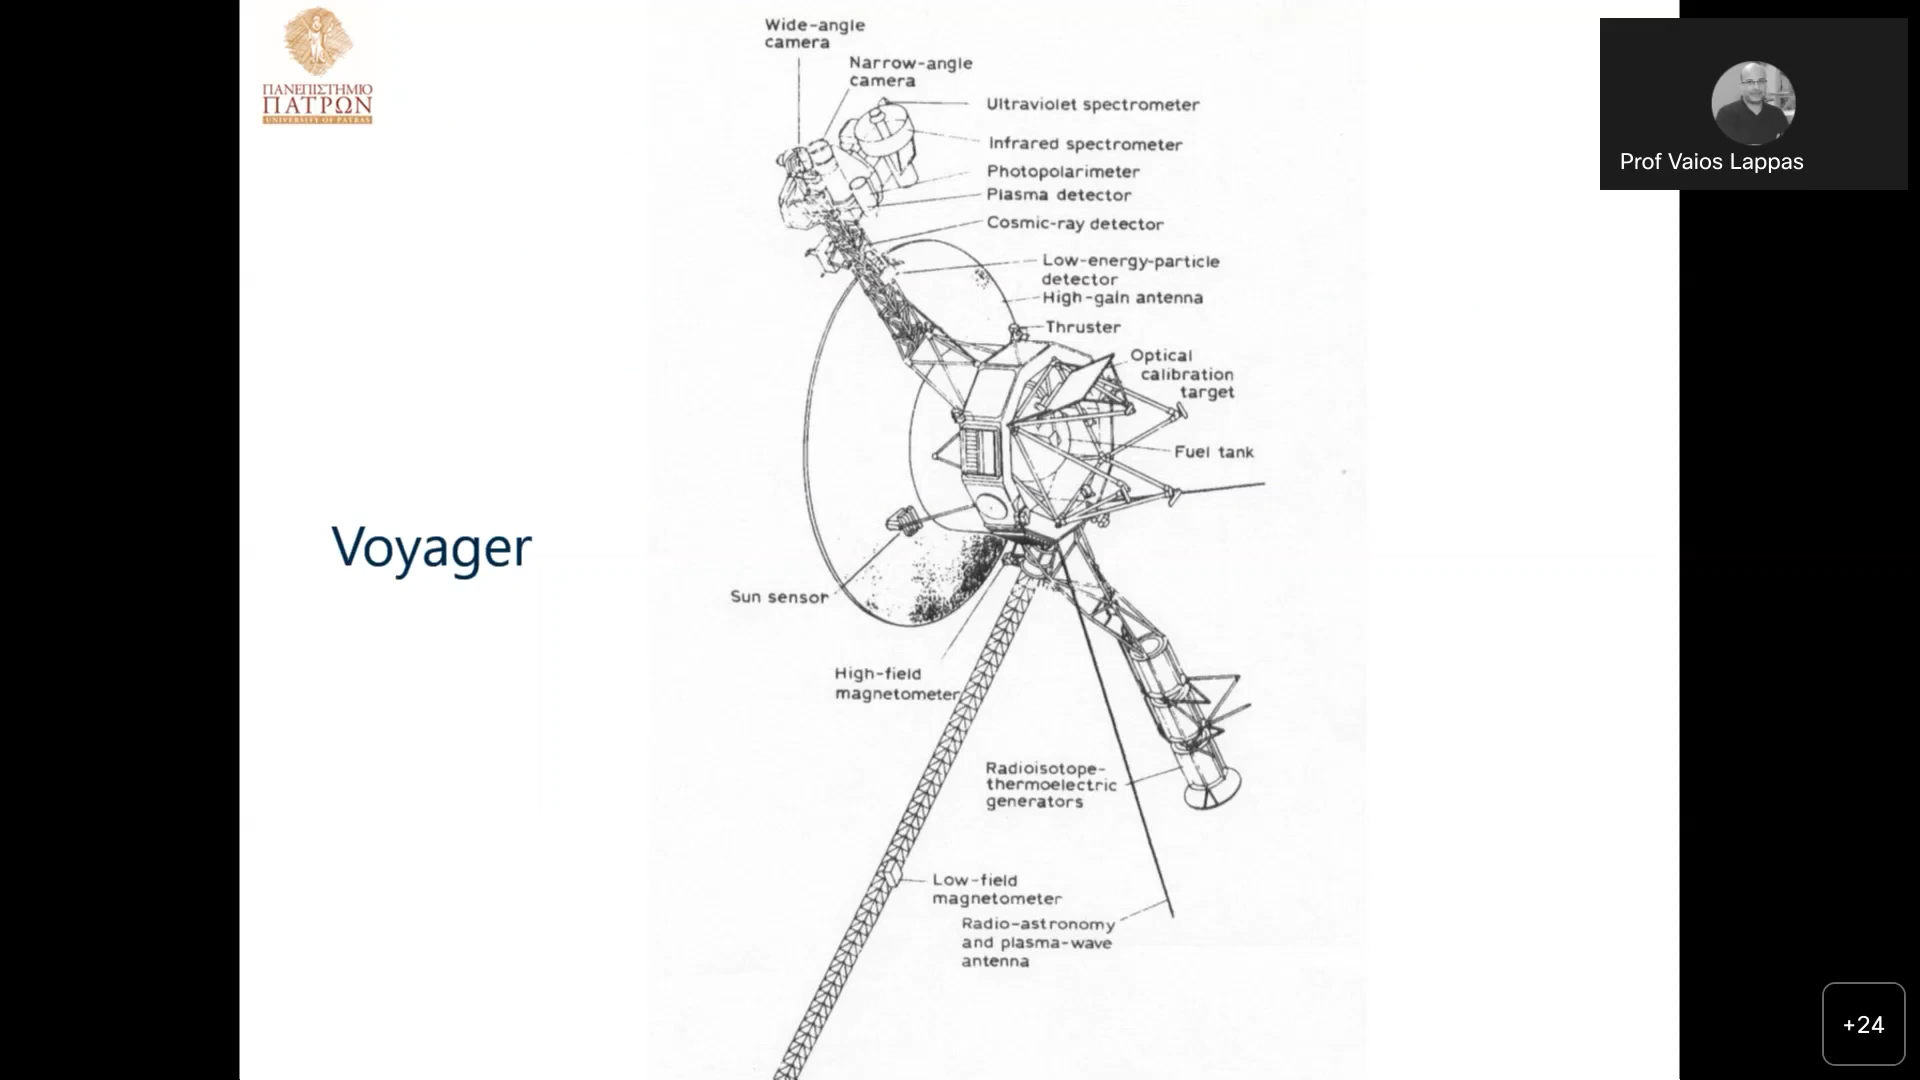 ΠΑΝΕΠΙΣΤΗΜΙΟ
ΠΑΤΡΩΝ
UNIVERSITY OF PATRAS
Voyager
Wide-angle
camera
Narrow-angle
camera
Ultraviolet spectrometer
Infrared spectrometer
Photopolarimeter
Plasma detector
Cosmic-ray detector
Low-energy-particle
detector
High-gain antenna
Thruster
Optical
calibration
target
Fuel tank
Sun sensor
High-field
magnetometer
Radioisotope-
thermoelectric
generators
Low-field
magnetometer
Radio-astronomy
and plasma-wave
antenna
Prof Vaios Lappas
+24